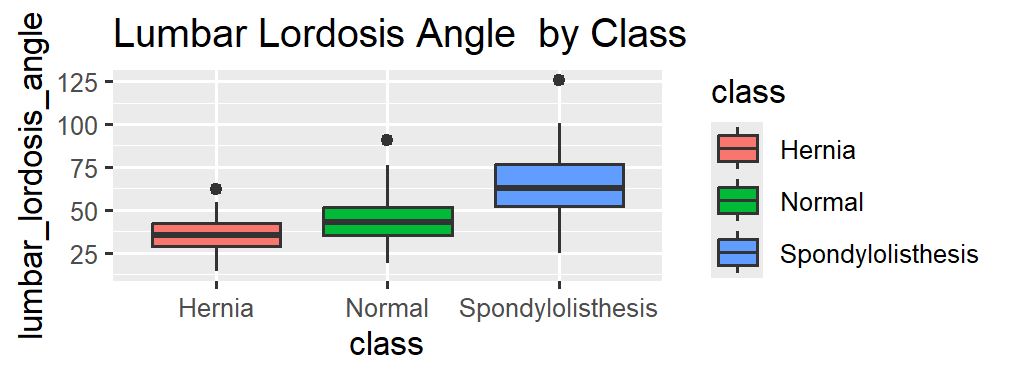 Lumbar Lordosis Angle  by Class
lumbar_lordosis_angle
125
100
75
50
25
Hernia
Normal
Spondylolisthesis
class
class
Hernia
Normal
Spondylolisthesis